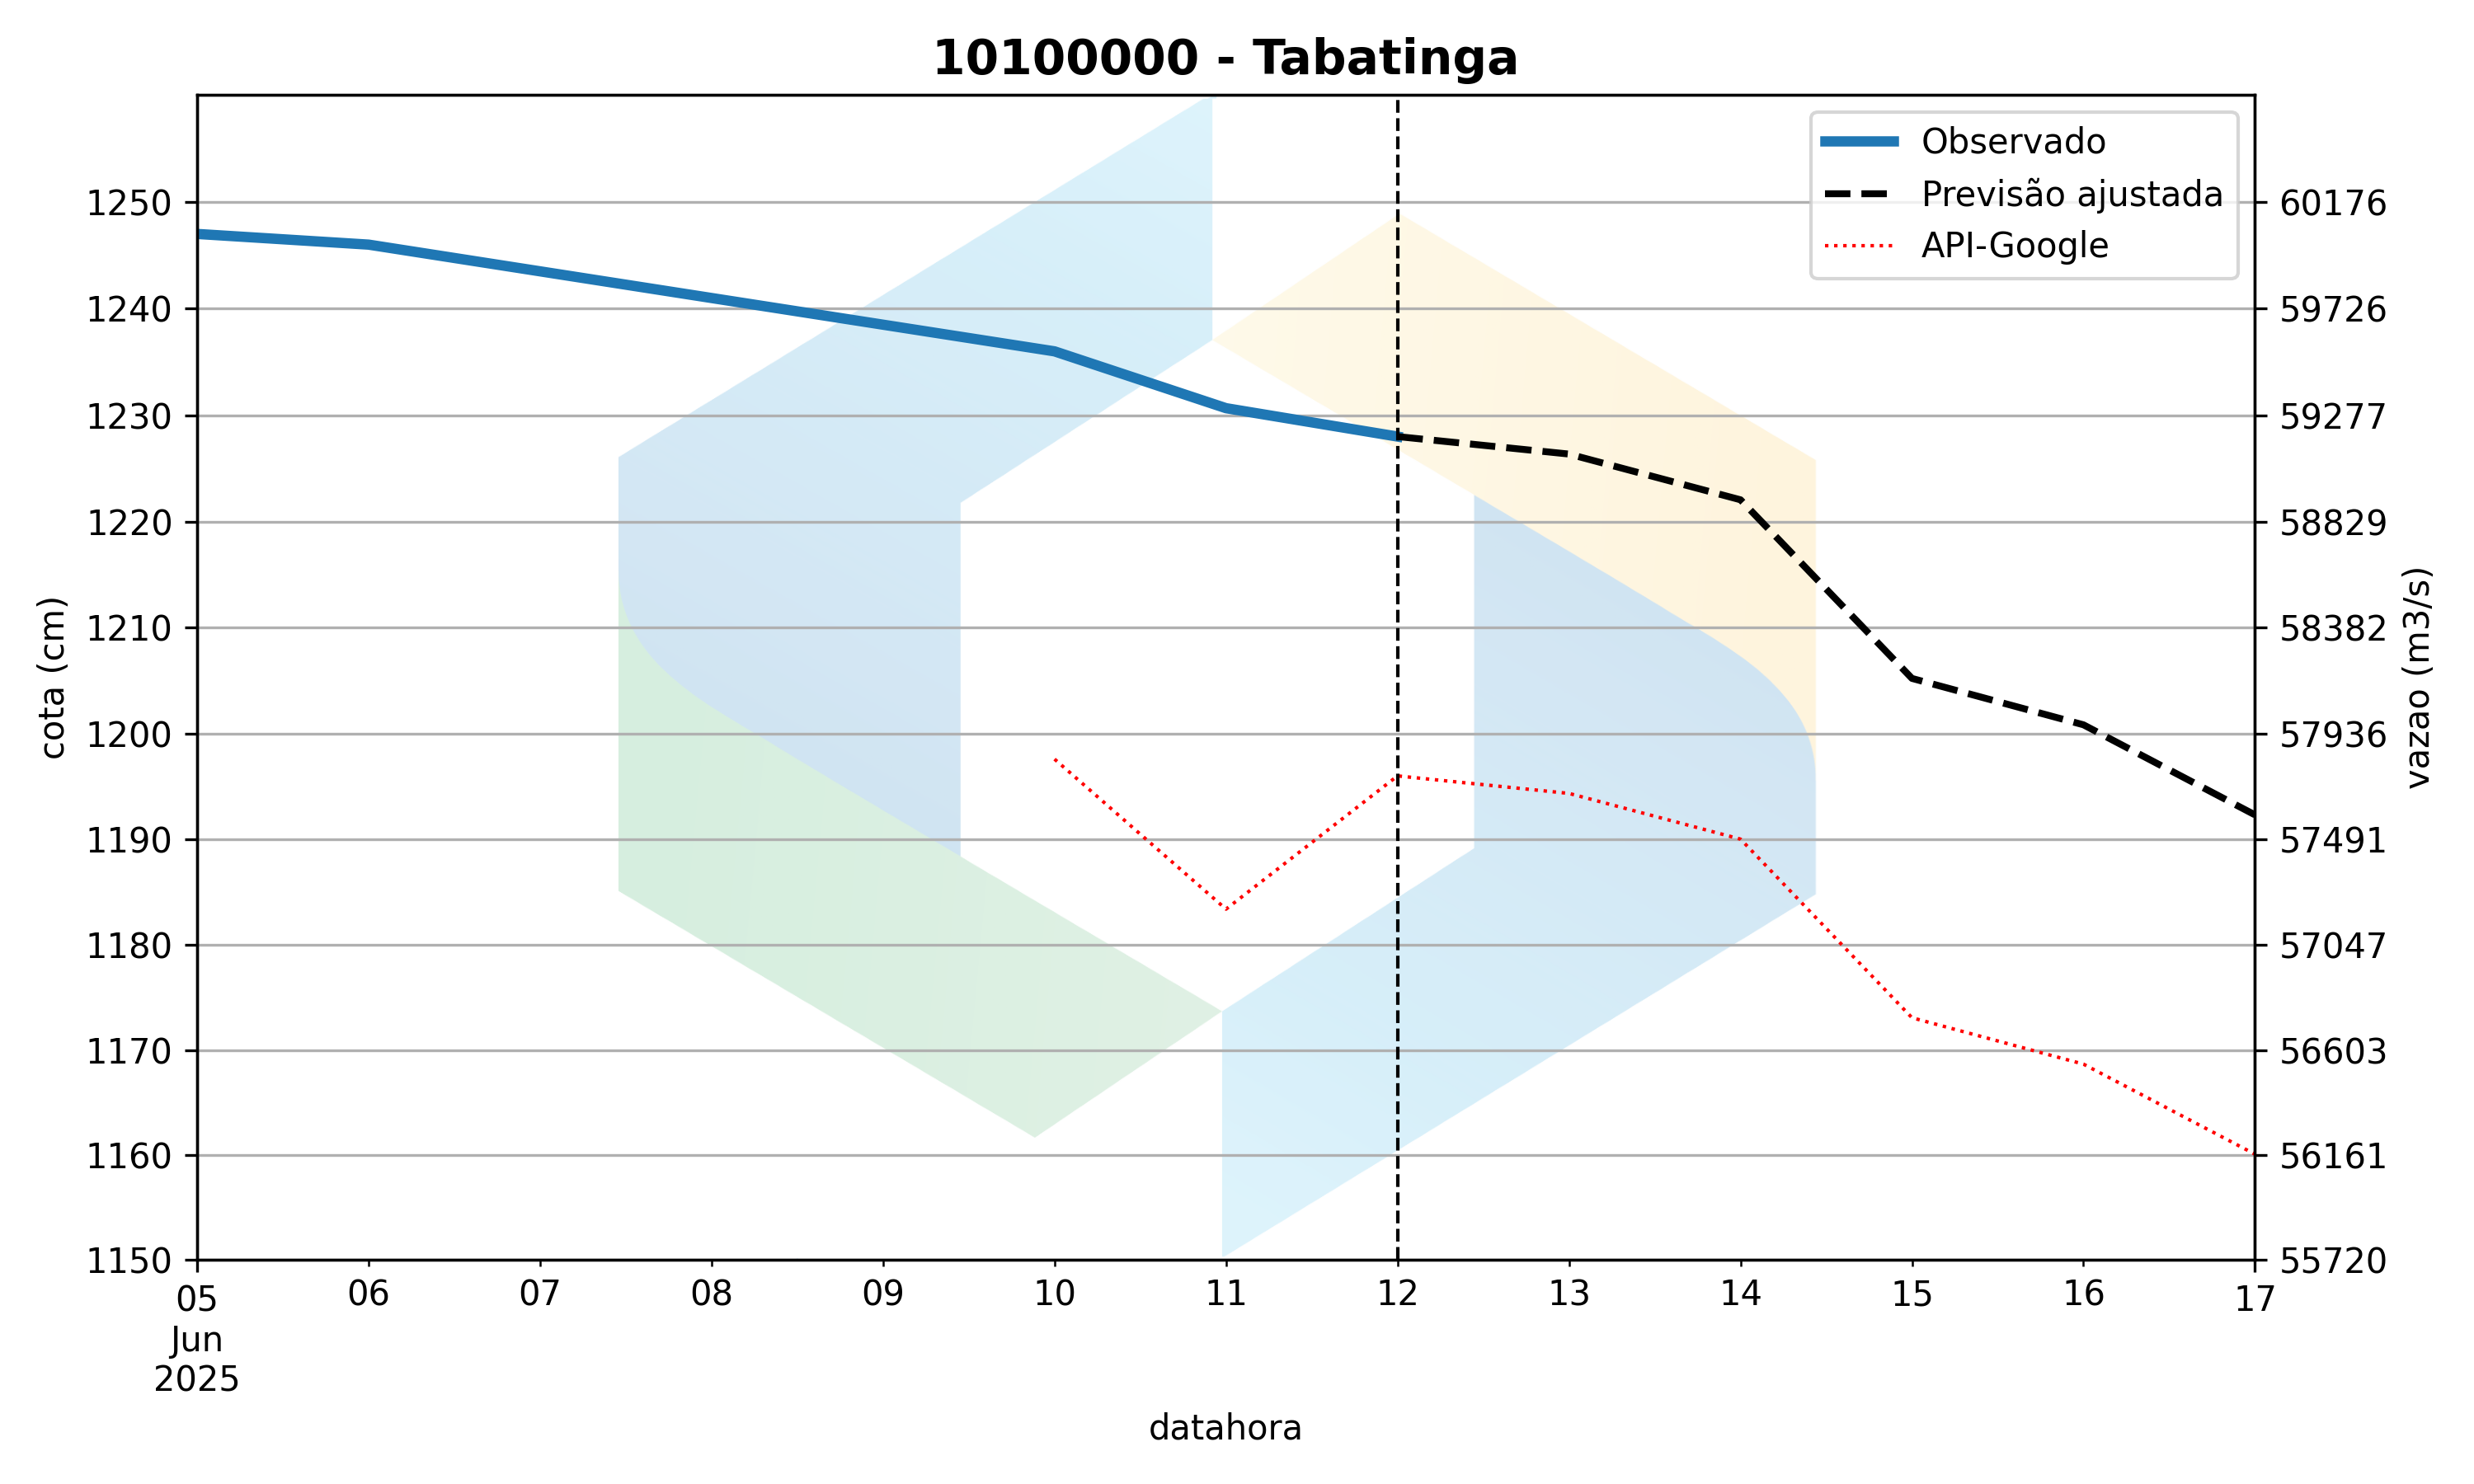 10100000 - Tabatinga
Observado
Previsão ajustada
API-Google
cota (cm)
1250
1240
1230
1220
1210
1200
1190
1180
1170
1160
1150
60176
59726
59277
58829
58382
57936
57491
57047
56603
56161
55720
vazao (m3/s)
05 06 07 08 09 10 11 12 13 14 15 16 17
Jun
2025
datahora